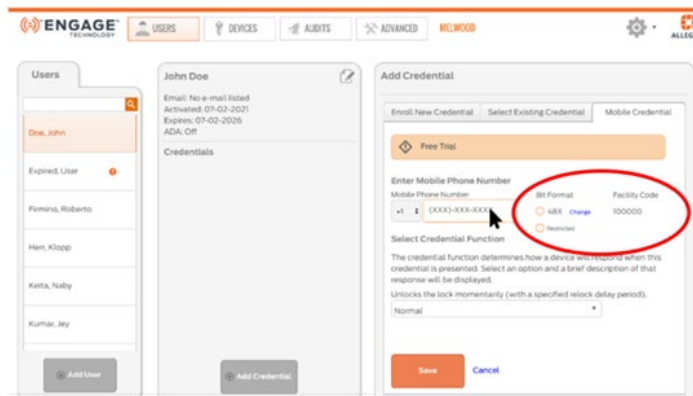 ENGAGE
TECHNOLOGY
USERS
DEVICES
AUDITS
ADVANCED
MELWOOD
ALLEG
Users
Doe, John
Expired, User
Firmino, Roberto
Herr, Klopp
Keita, Naby
Kumar, Jey
Add User
John Doe
Email: No e-mail listed
Activated: 07-02-2021
Expires: 07-02-2026
ADA: Off
Credentials
Add Credential
Add Credential
Enroll New Credential Select Existing Credential Mobile Credential
Free Trial
Enter Mobile Phone Number
Mobile Phone Number Bit Format Facility Code
+1 (XXX)-XXX-XXXX 48X Change 100000
Restricted
Select Credential Function
The credential function determines how a device will respond when this
credential is presented. Select an option and a brief description of that
response will be displayed.
Unlocks the lock momentarily (with a specified relock delay period).
Normal
Save Cancel